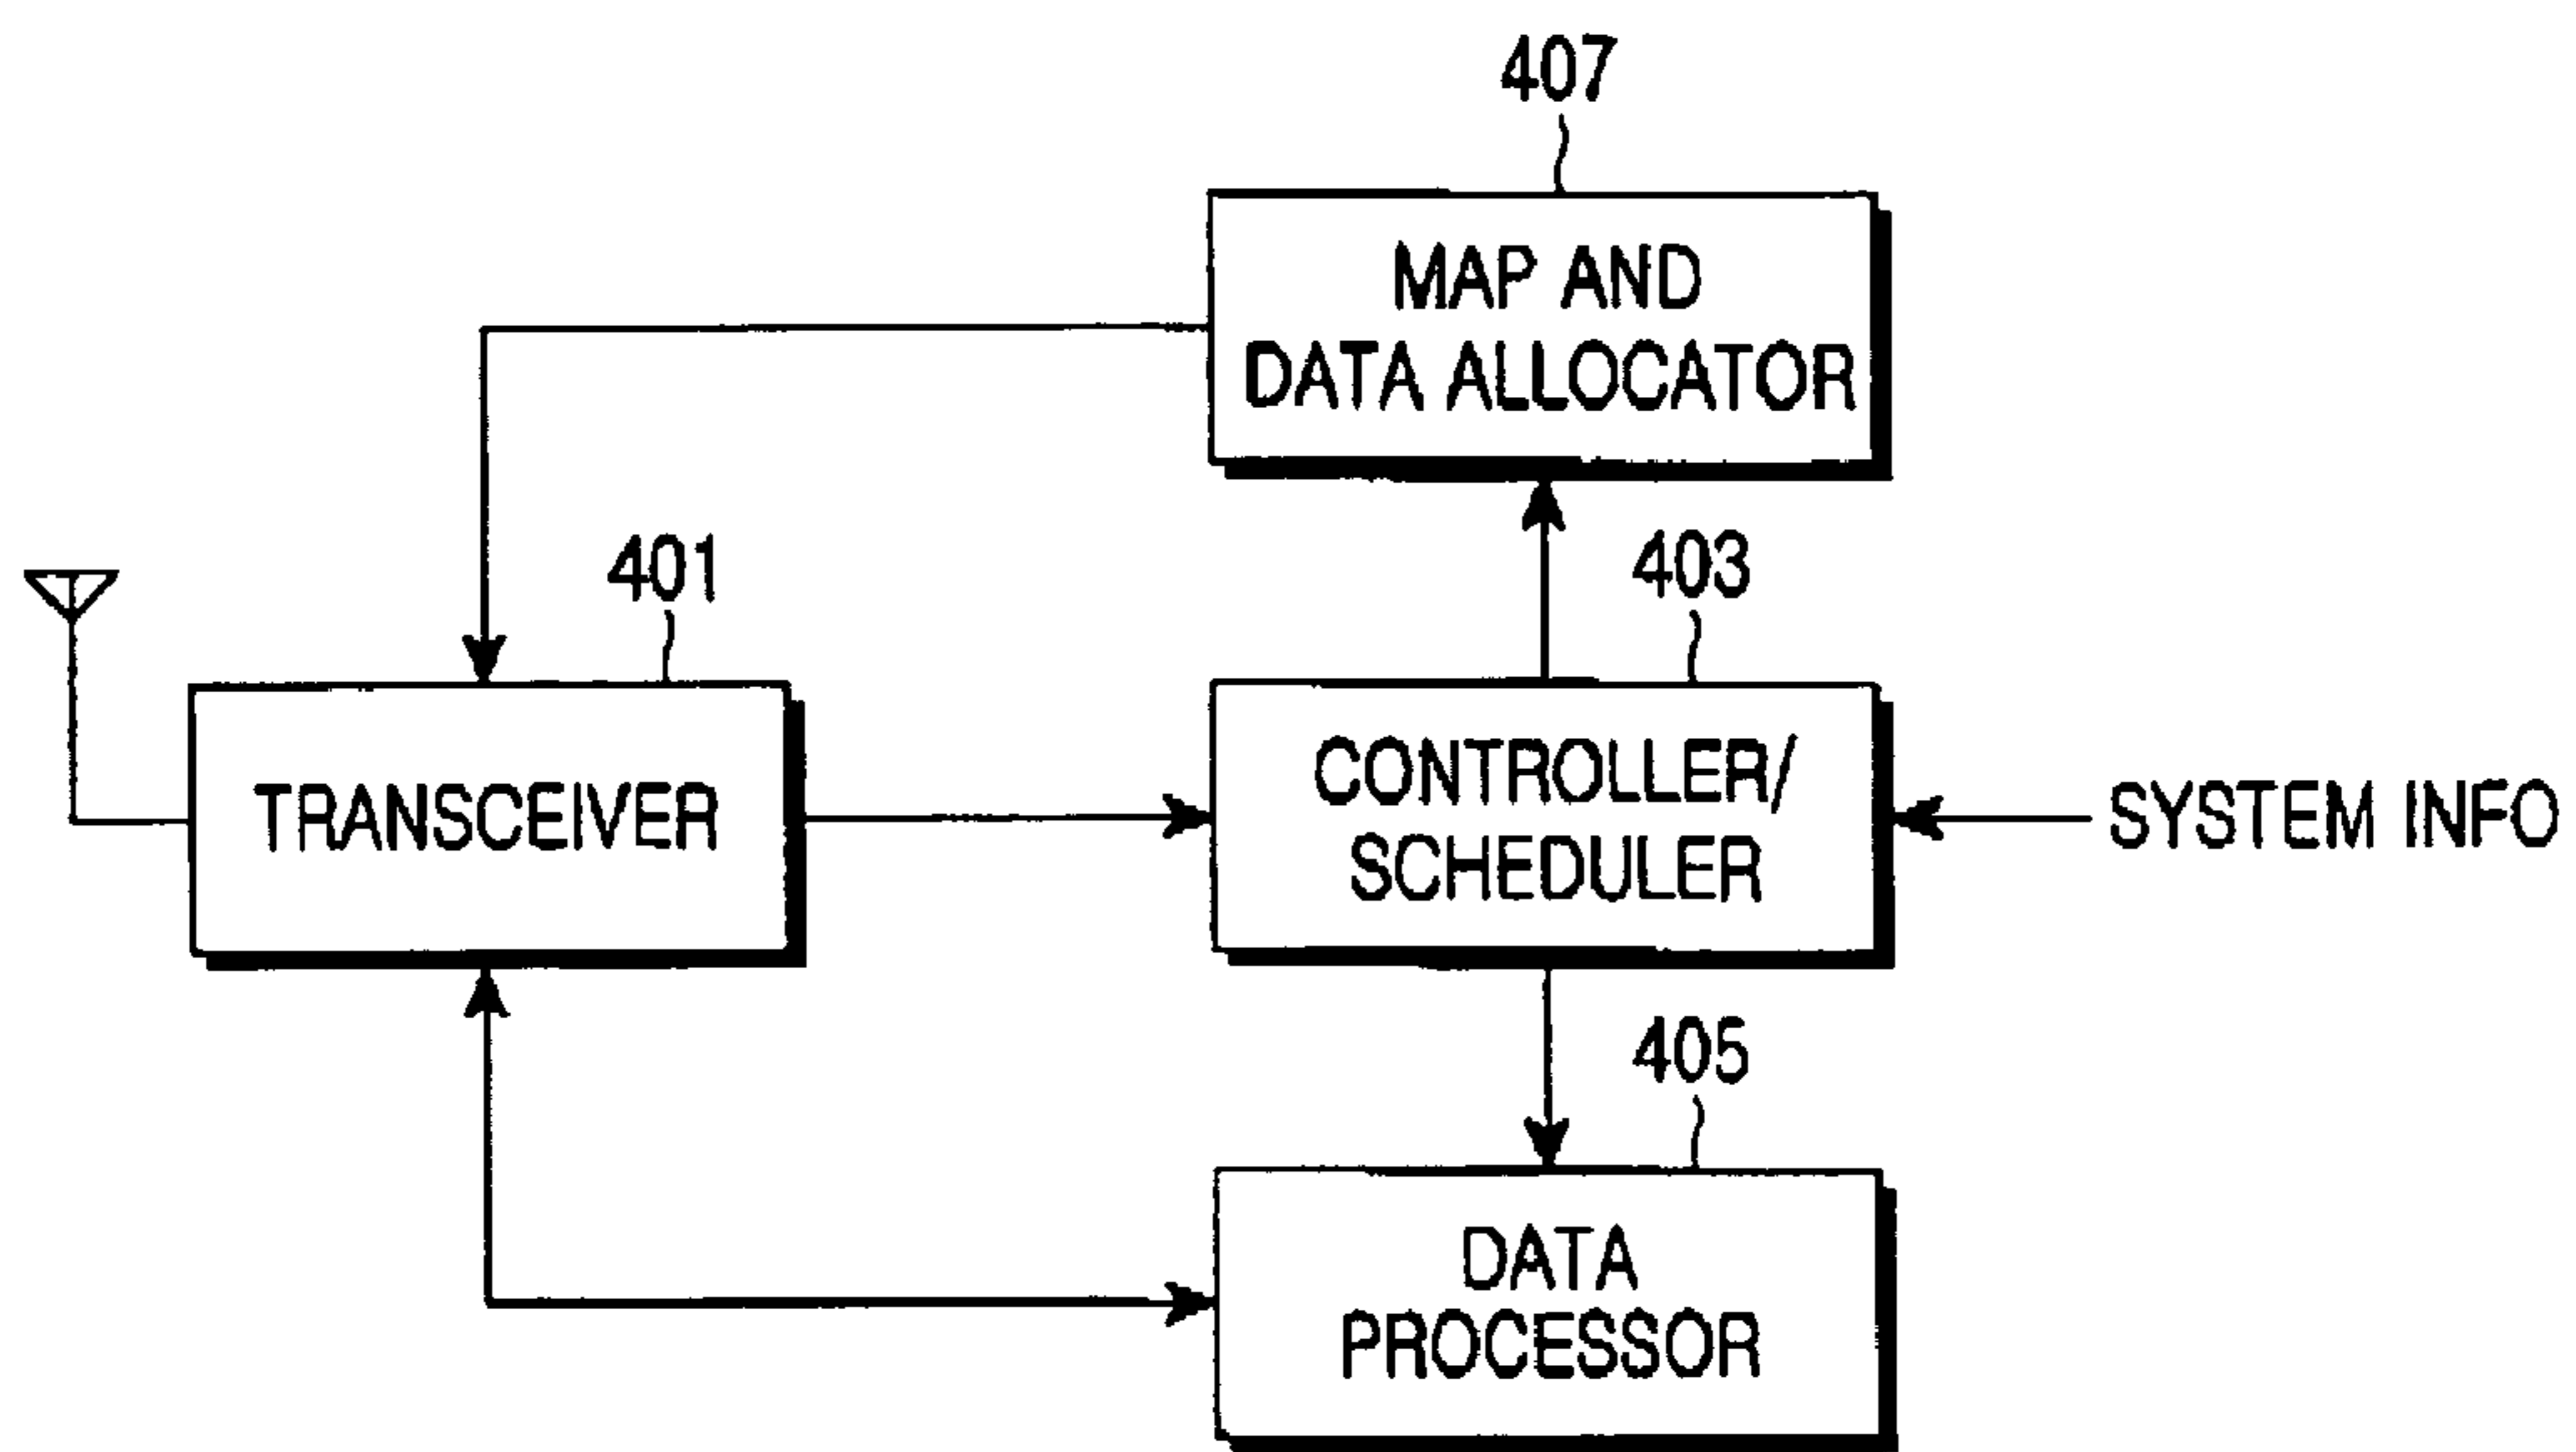 407
MAP AND
DATA ALLOCATOR
401
403
TRANSCEIVER
CONTROLLER/
SCHEDULER
SYSTEM INFO
405
DATA
PROCESSOR